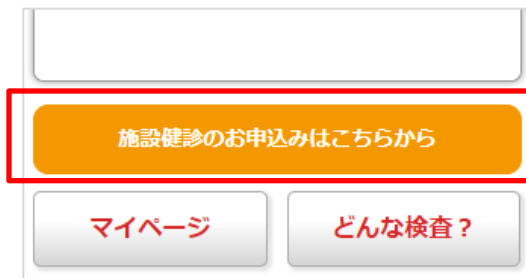 施設健診のお申込みはこちらから
マイページ
どんな検査？